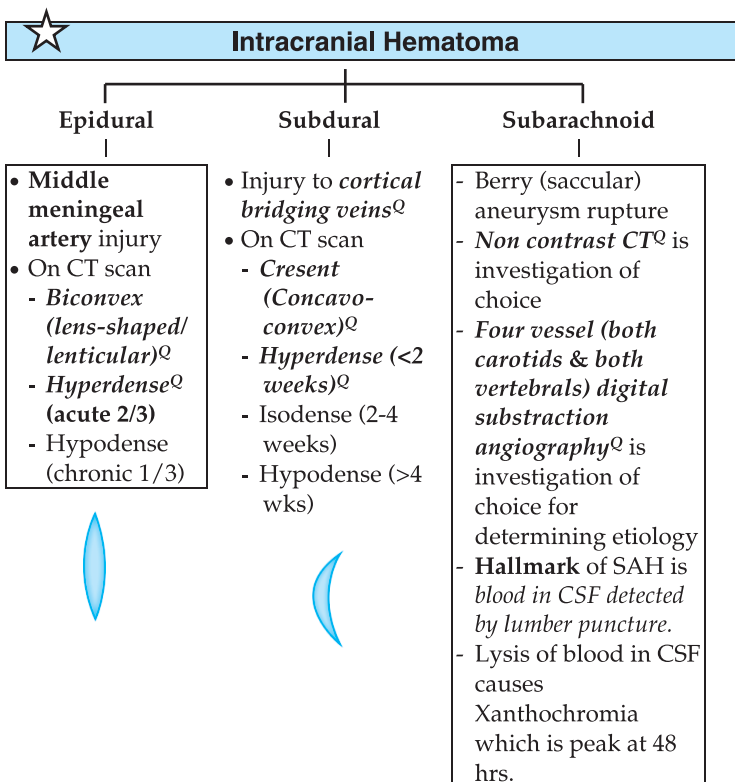 Intracranial Hematoma
Epidural
• Middle
meningeal
artery injury
• On CT scan
- Biconvex
(lens-shaped/
lenticular)Q
- HyperdenseQ
(acute 2/3)
- Hypodense
(chronic 1/3)
Subdural
• Injury to cortical
bridging veinsQ
• On CT scan
- Cresent
(Concavo-
convex)Q
- Hyperdense (<2
weeks)Q
- Isodense (2-4
weeks)
- Hypodense (>4
wks)
Subarachnoid
- Berry (saccular)
aneurysm rupture
- Non contrast CTQ is
investigation of
choice
- Four vessel (both
carotids & both
vertebrals) digital
substraction
angiographyQ is
investigation of
choice for
determining etiology
- Hallmark of SAH is
blood in CSF detected
by lumber puncture.
- Lysis of blood in CSF
causes
Xanthochromia
which is peak at 48
hrs.